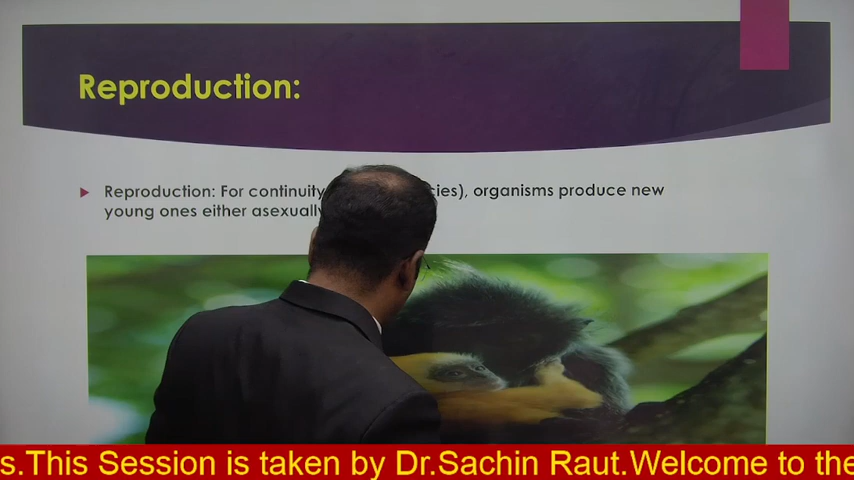 Reproduction:
Reproduction: For continuity cies), organisms produce new
young ones either asexually
s.This Session is taken by Dr.Sachin Raut.Welcome to the